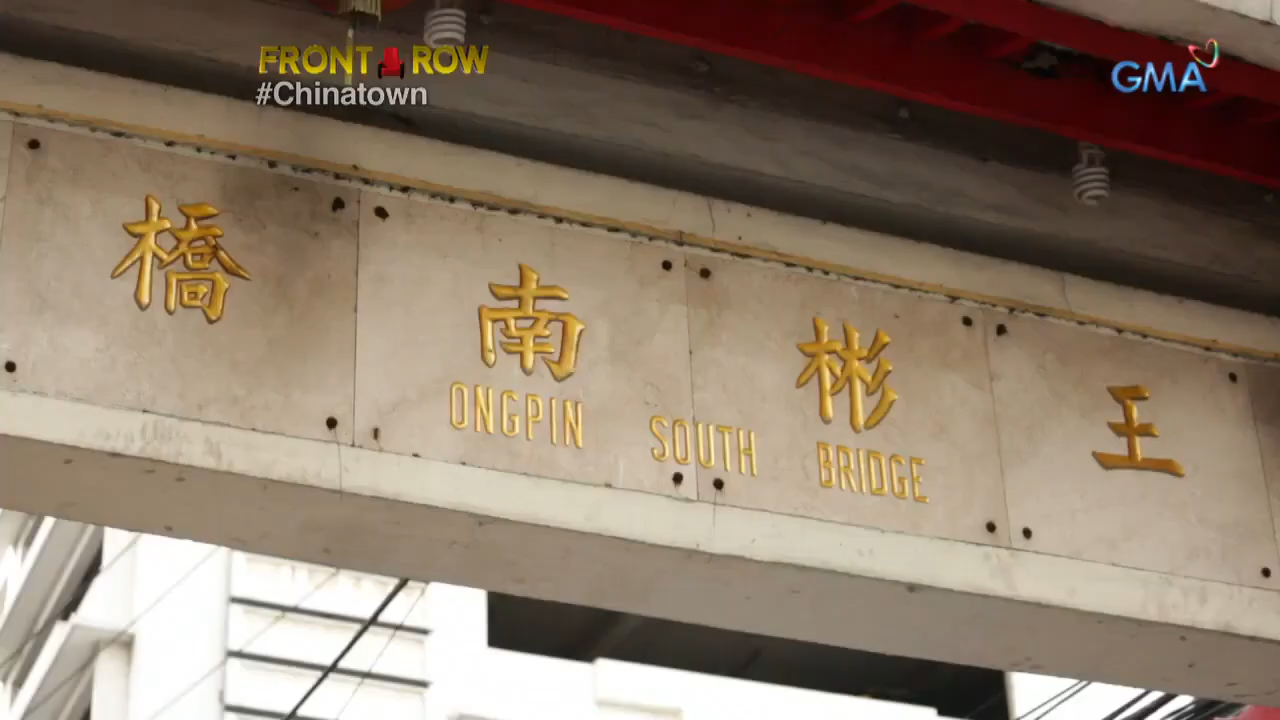 FRONT ROW
#Chinatown
GMA
橋 南 彬 王
ONGPIN SOUTH BRIDGE